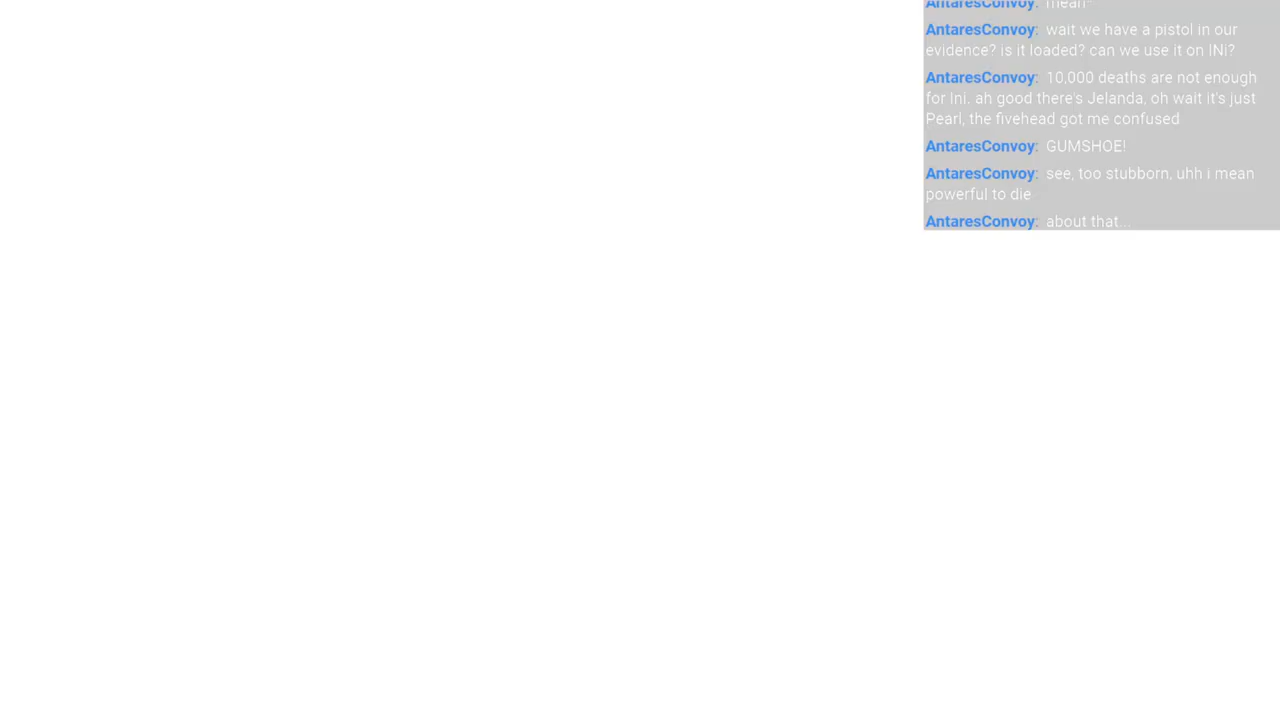 AntaresConvoy: mean*
AntaresConvoy: wait we have a pistol in our
evidence? is it loaded? can we use it on INi?
AntaresConvoy: 10,000 deaths are not enough
for Ini. ah good there's Jelanda, oh wait it's just
Pearl, the fivehead got me confused
AntaresConvoy: GUMSHOE!
AntaresConvoy: see, too stubborn, uhh i mean
powerful to die
AntaresConvoy: about that...